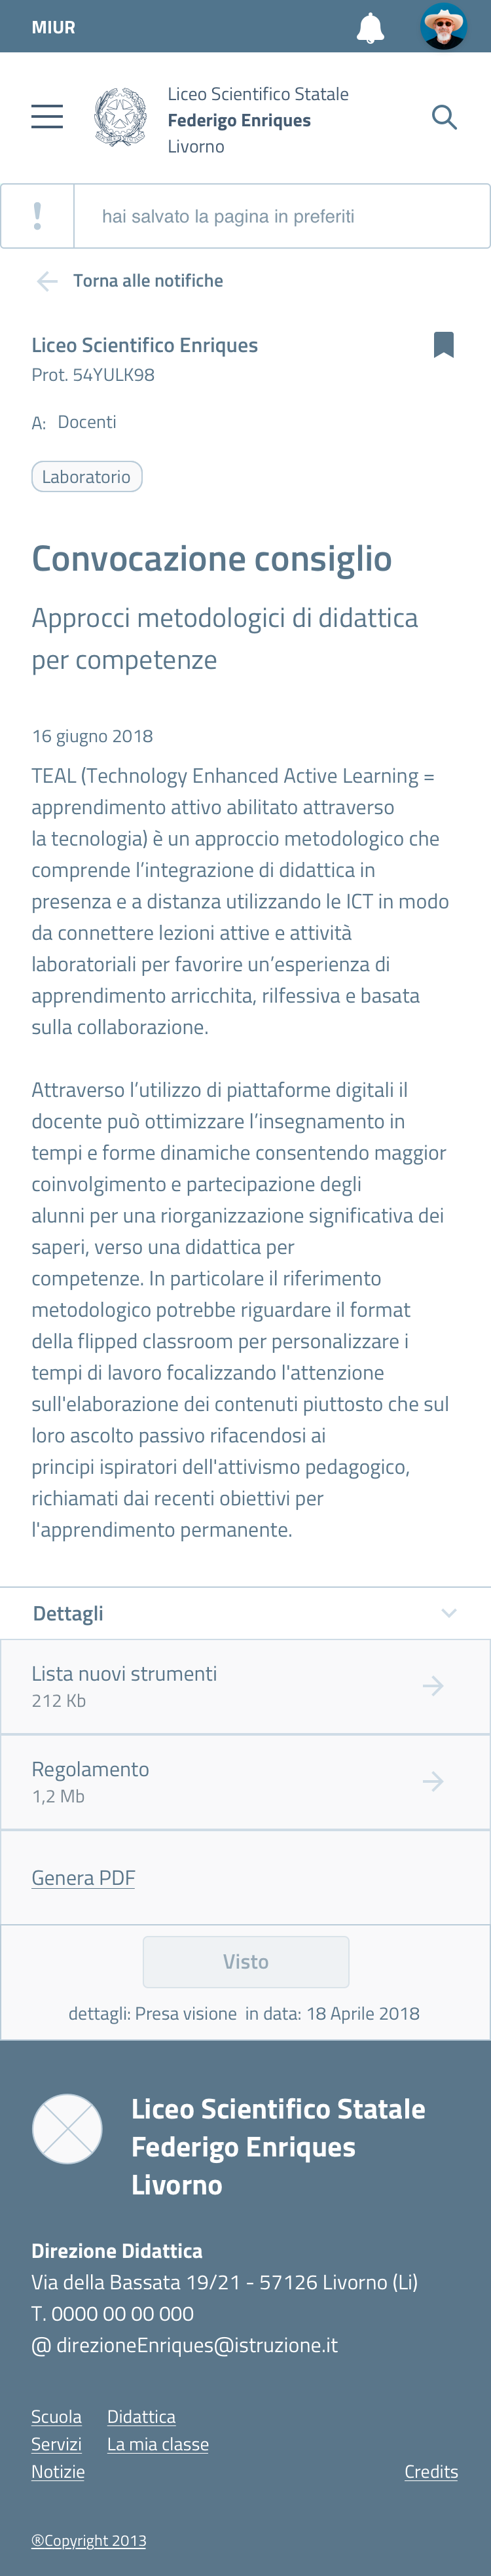 MIUR
Liceo Scientifico Statale
Federigo Enriques
Livorno
hai salvato la pagina in preferiti
Torna alle notifiche
Liceo Scientifico Enriques
Prot. 54YULK98
A: Docenti
Laboratorio
Convocazione consiglio
Approcci metodologici di didattica
per competenze
16 giugno 2018
TEAL (Technology Enhanced Active Learning =
apprendimento attivo abilitato attraverso
la tecnologia) è un approccio metodologico che
comprende l’integrazione di didattica in
presenza e a distanza utilizzando le ICT in modo
da connettere lezioni attive e attività
laboratoriali per favorire un’esperienza di
apprendimento arricchita, rilfessiva e basata
sulla collaborazione.
Attraverso l’utilizzo di piattaforme digitali il
docente può ottimizzare l’insegnamento in
tempi e forme dinamiche consentendo maggior
coinvolgimento e partecipazione degli
alunni per una riorganizzazione significativa dei
saperi, verso una didattica per
competenze. In particolare il riferimento
metodologico potrebbe riguardare il format
della flipped classroom per personalizzare i
tempi di lavoro focalizzando l'attenzione
sull'elaborazione dei contenuti piuttosto che sul
loro ascolto passivo rifacendosi ai
principi ispiratori dell'attivismo pedagogico,
richiamati dai recenti obiettivi per
l'apprendimento permanente.
Dettagli
Lista nuovi strumenti
212 Kb
Regolamento
1,2 Mb
Genera PDF
Visto
dettagli: Presa visione in data: 18 Aprile 2018
Liceo Scientifico Statale
Federigo Enriques
Livorno
Direzione Didattica
Via della Bassata 19/21 - 57126 Livorno (Li)
T. 0000 00 00 000
@ direzioneEnriques@istruzione.it
Scuola Didattica
Servizi La mia classe
Notizie Credits
®Copyright 2013